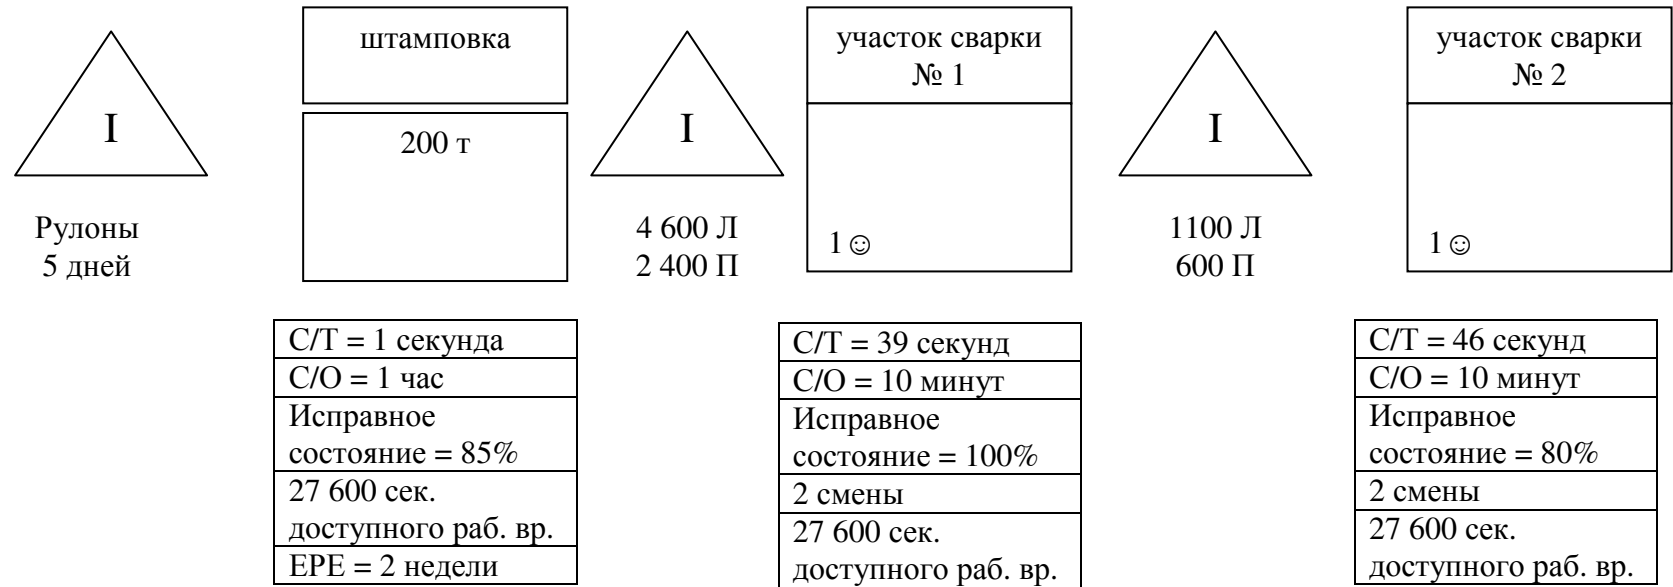 I
Рулоны
5 дней
штамповка
200 т
C/T = 1 секунда
C/O = 1 час
Исправное
состояние = 85%
27 600 сек.
доступного раб. вр.
EPE = 2 недели
I
4 600 Л
2 400 П
участок сварки
№ 1
1☺
C/T = 39 секунд
C/O = 10 минут
Исправное
состояние = 100%
2 смены
27 600 сек.
доступного раб. вр.
I
1100 Л
600 П
участок сварки
№ 2
1☺
C/T = 46 секунд
C/O = 10 минут
Исправное
состояние = 80%
2 смены
27 600 сек.
доступного раб. вр.